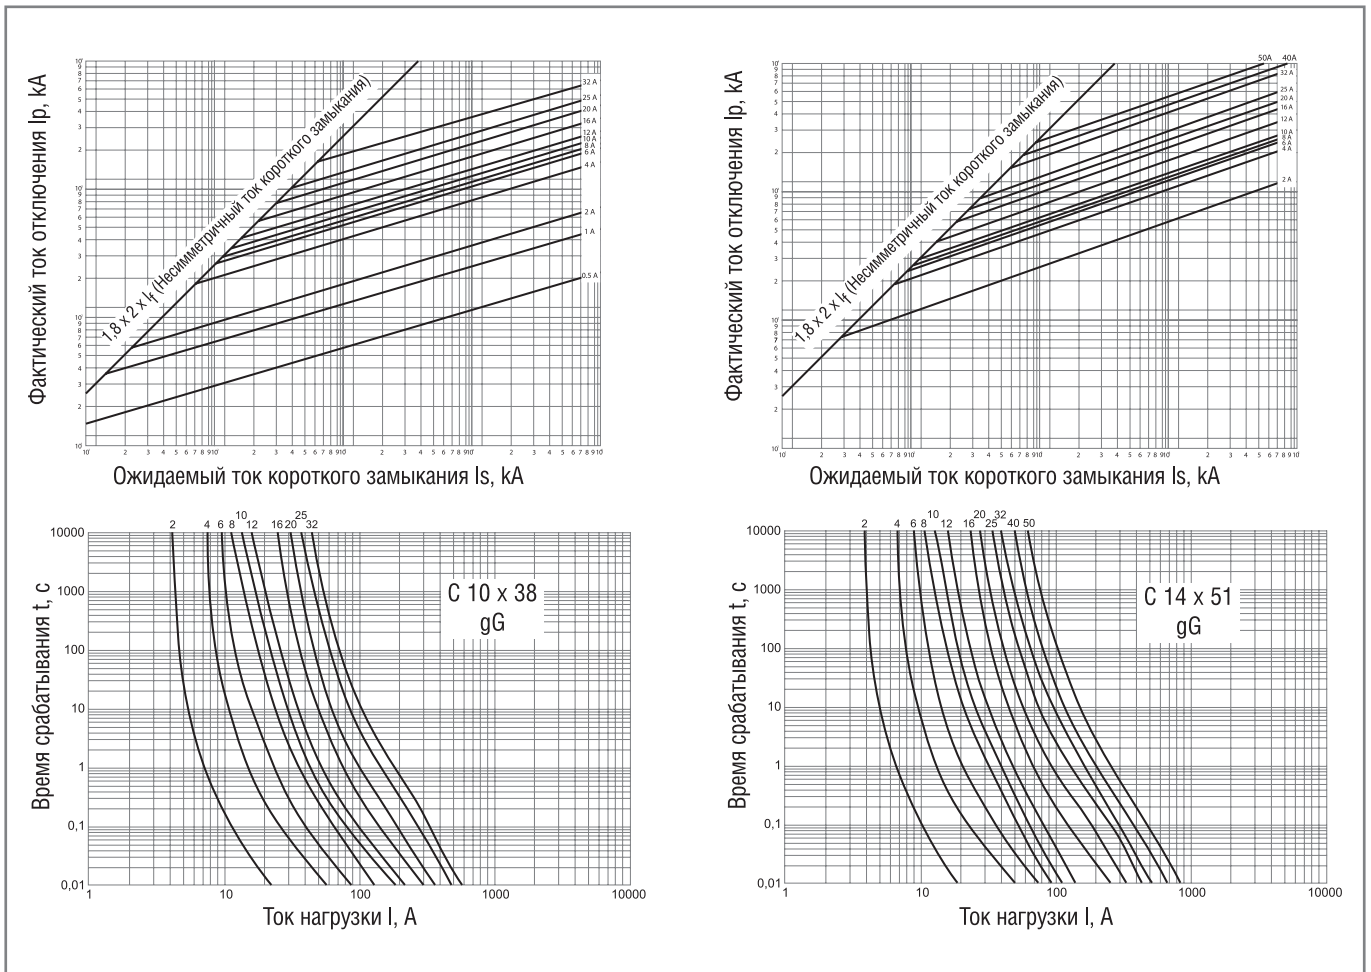 Фактический ток отключения Ip, kA
1,8 x 2 x If (Несимметричный ток короткого замыкания)
32 A
25 A
20 A
16 A
12 A
10 A
8 A
6 A
4 A
2 A
1 A
0.5 A
Ожидаемый ток короткого замыкания Is, kA
Фактический ток отключения Ip, kA
1,8 x 2 x If (Несимметричный ток короткого замыкания)
50A 40A
32 A
25 A
20 A
16 A
12 A
10 A
8 A
6 A
4 A
2 A
Ожидаемый ток короткого замыкания Is, kA
Время срабатывания t, с
2 4 6 8 10 12 16 20 25 32
10000
1000
100
10
1
0,1
0,01
C 10 x 38
gG
1 10 100 1000 10000
Ток нагрузки I, A
Время срабатывания t, с
2 4 6 8 10 12 16 20 25 32 40 50
10000
1000
100
10
1
0,1
0,01
C 14 x 51
gG
1 10 100 1000 10000
Ток нагрузки I, A